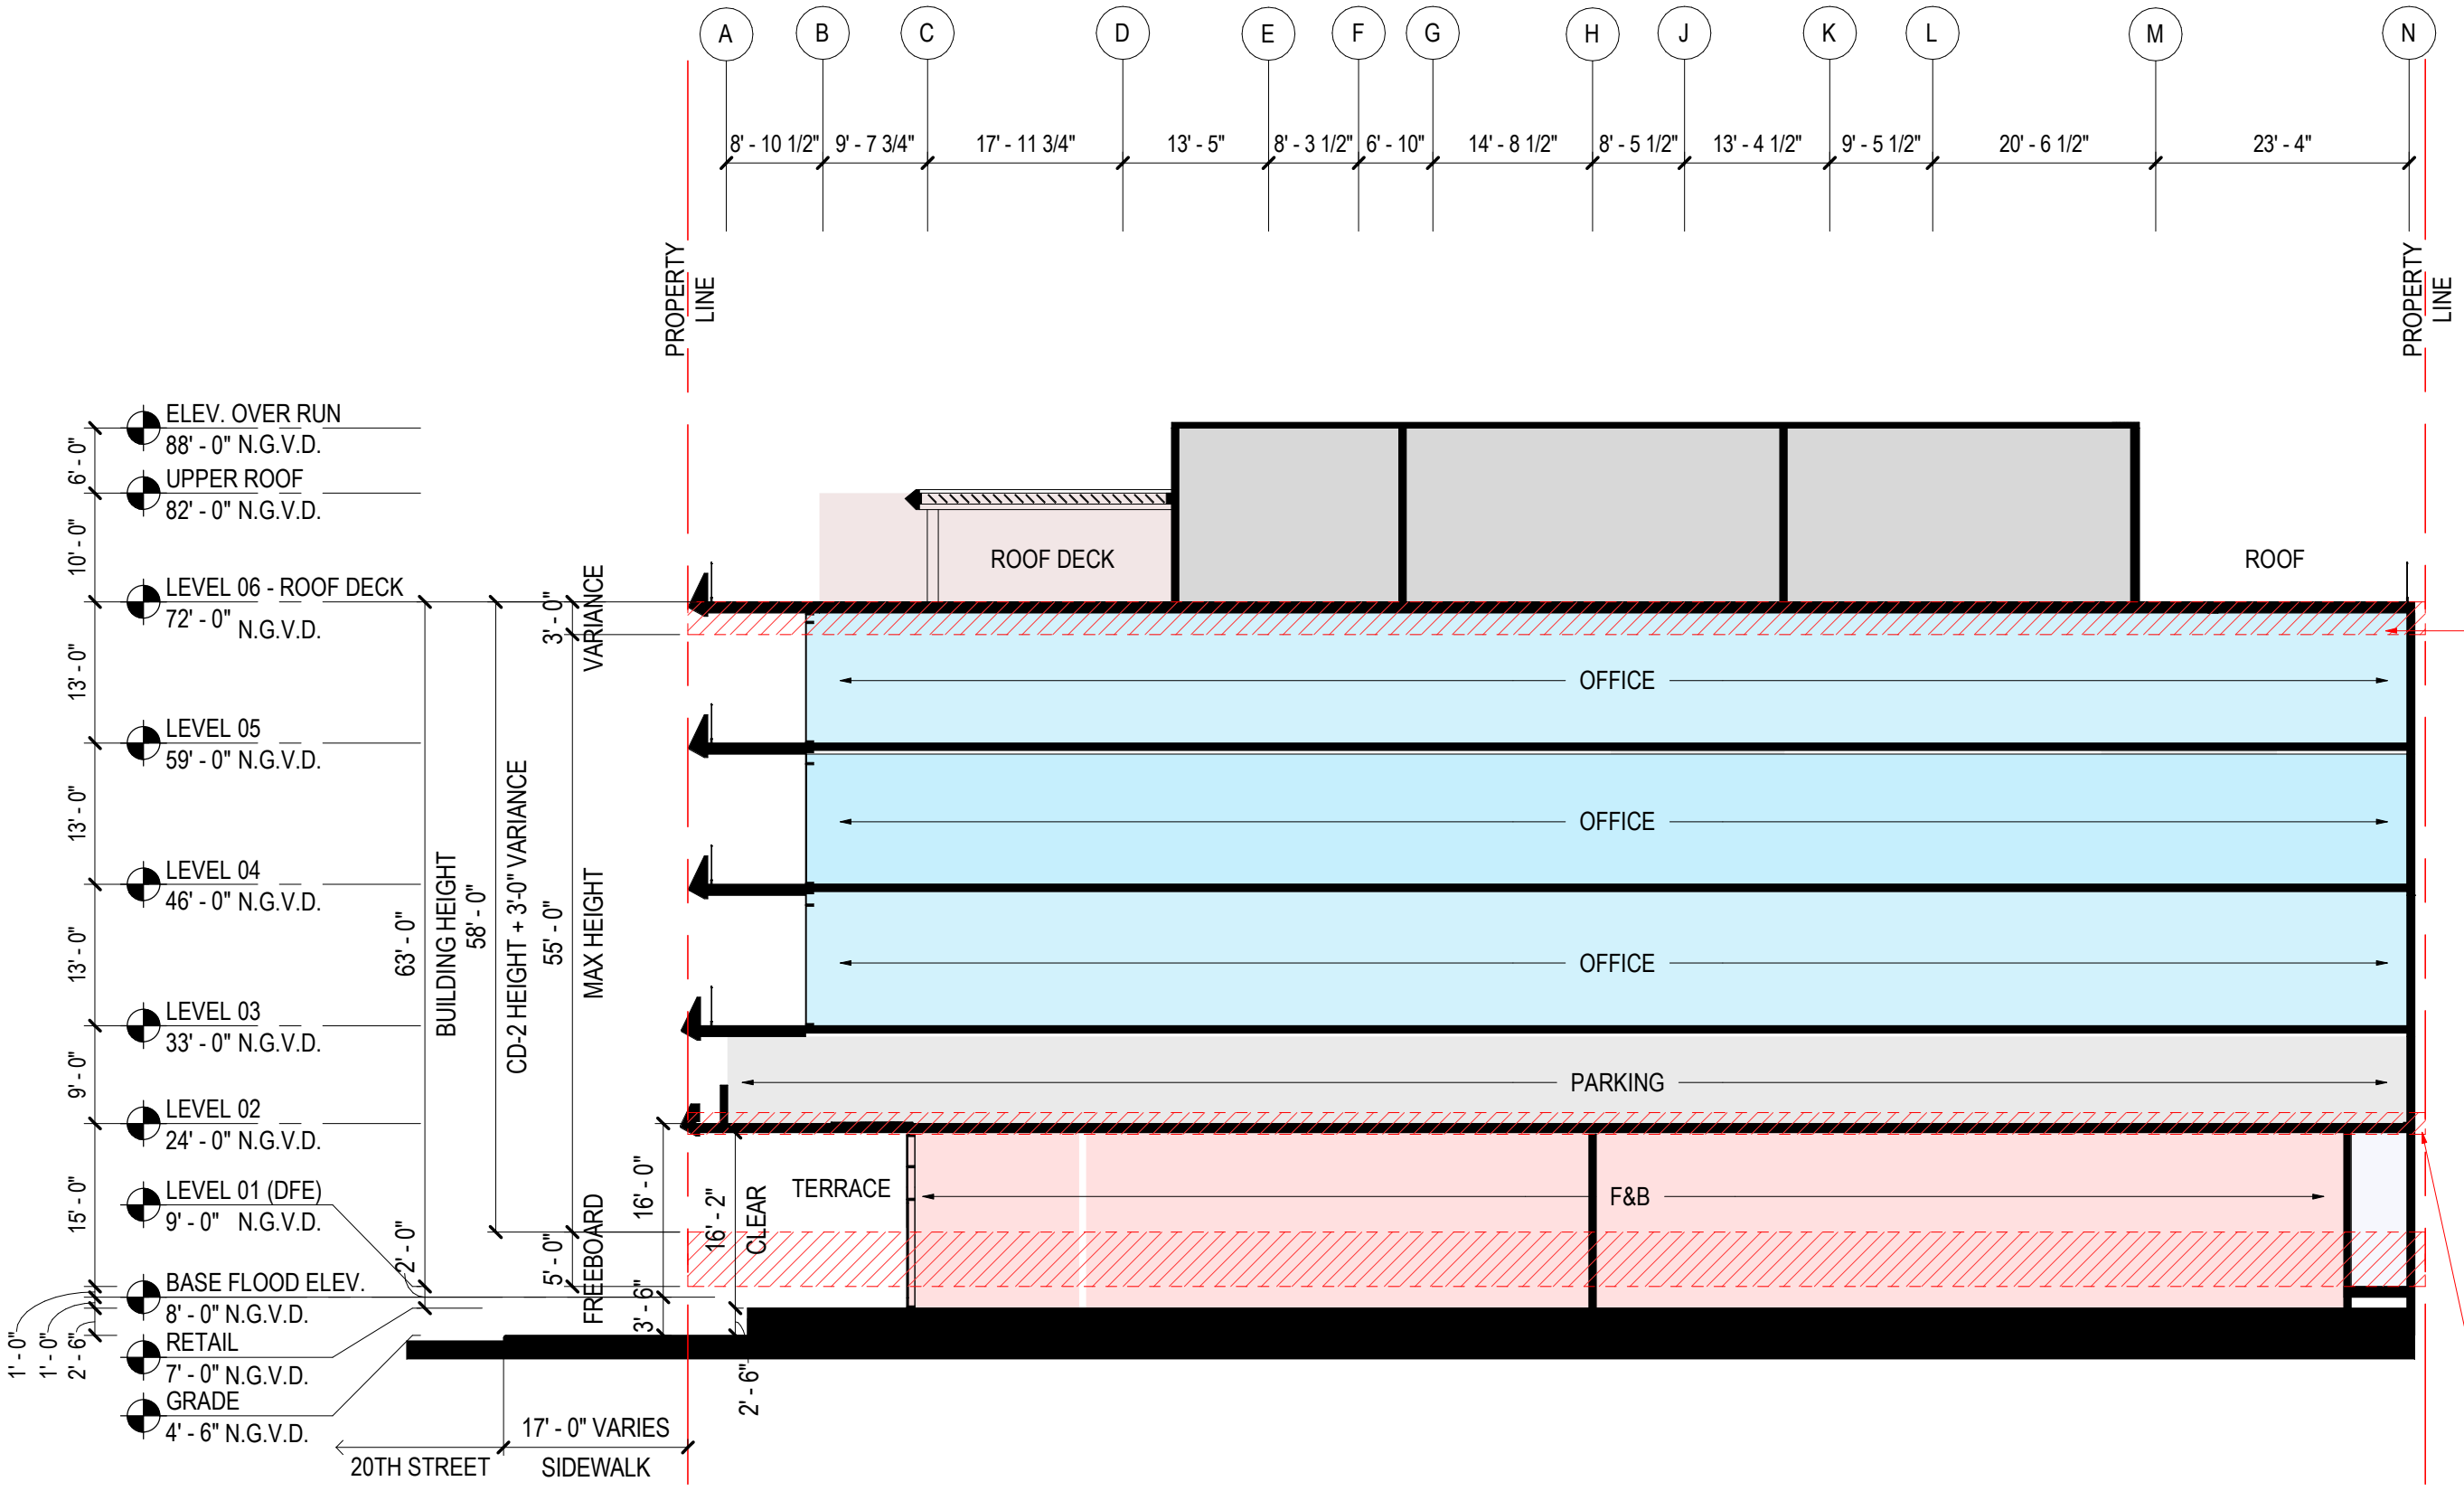 A B C D E F G H J K L M N
8' - 10 1/2" 9' - 7 3/4" 17' - 11 3/4" 13' - 5" 8' - 3 1/2" 6' - 10" 14' - 8 1/2" 8' - 5 1/2" 13' - 4 1/2" 9' - 5 1/2" 20' - 6 1/2" 23' - 4"
PROPERTY
LINE
PROPERTY
LINE
ELEV. OVER RUN
88' - 0" N.G.V.D.
6' - 0"
UPPER ROOF
82' - 0" N.G.V.D.
10' - 0"
LEVEL 06 - ROOF DECK
72' - 0" N.G.V.D.
13' - 0"
LEVEL 05
59' - 0" N.G.V.D.
13' - 0"
LEVEL 04
46' - 0" N.G.V.D.
13' - 0"
LEVEL 03
33' - 0" N.G.V.D.
9' - 0"
LEVEL 02
24' - 0" N.G.V.D.
15' - 0"
LEVEL 01 (DFE)
9' - 0" N.G.V.D.
BASE FLOOD ELEV.
8' - 0" N.G.V.D.
RETAIL
7' - 0" N.G.V.D.
GRADE
4' - 6" N.G.V.D.
1' - 0"
1' - 0"
2' - 6"
63' - 0"
BUILDING HEIGHT
2' - 0"
58' - 0"
CD-2 HEIGHT + 3'-0" VARIANCE
3' - 0"
VARIANCE
55' - 0"
MAX HEIGHT
5' - 0"
FREEBOARD
16' - 0"
3' - 6"
16' - 2"
CLEAR
2' - 6"
ROOF DECK
ROOF
OFFICE
OFFICE
OFFICE
PARKING
TERRACE
F&B
17' - 0" VARIES
20TH STREET
SIDEWALK